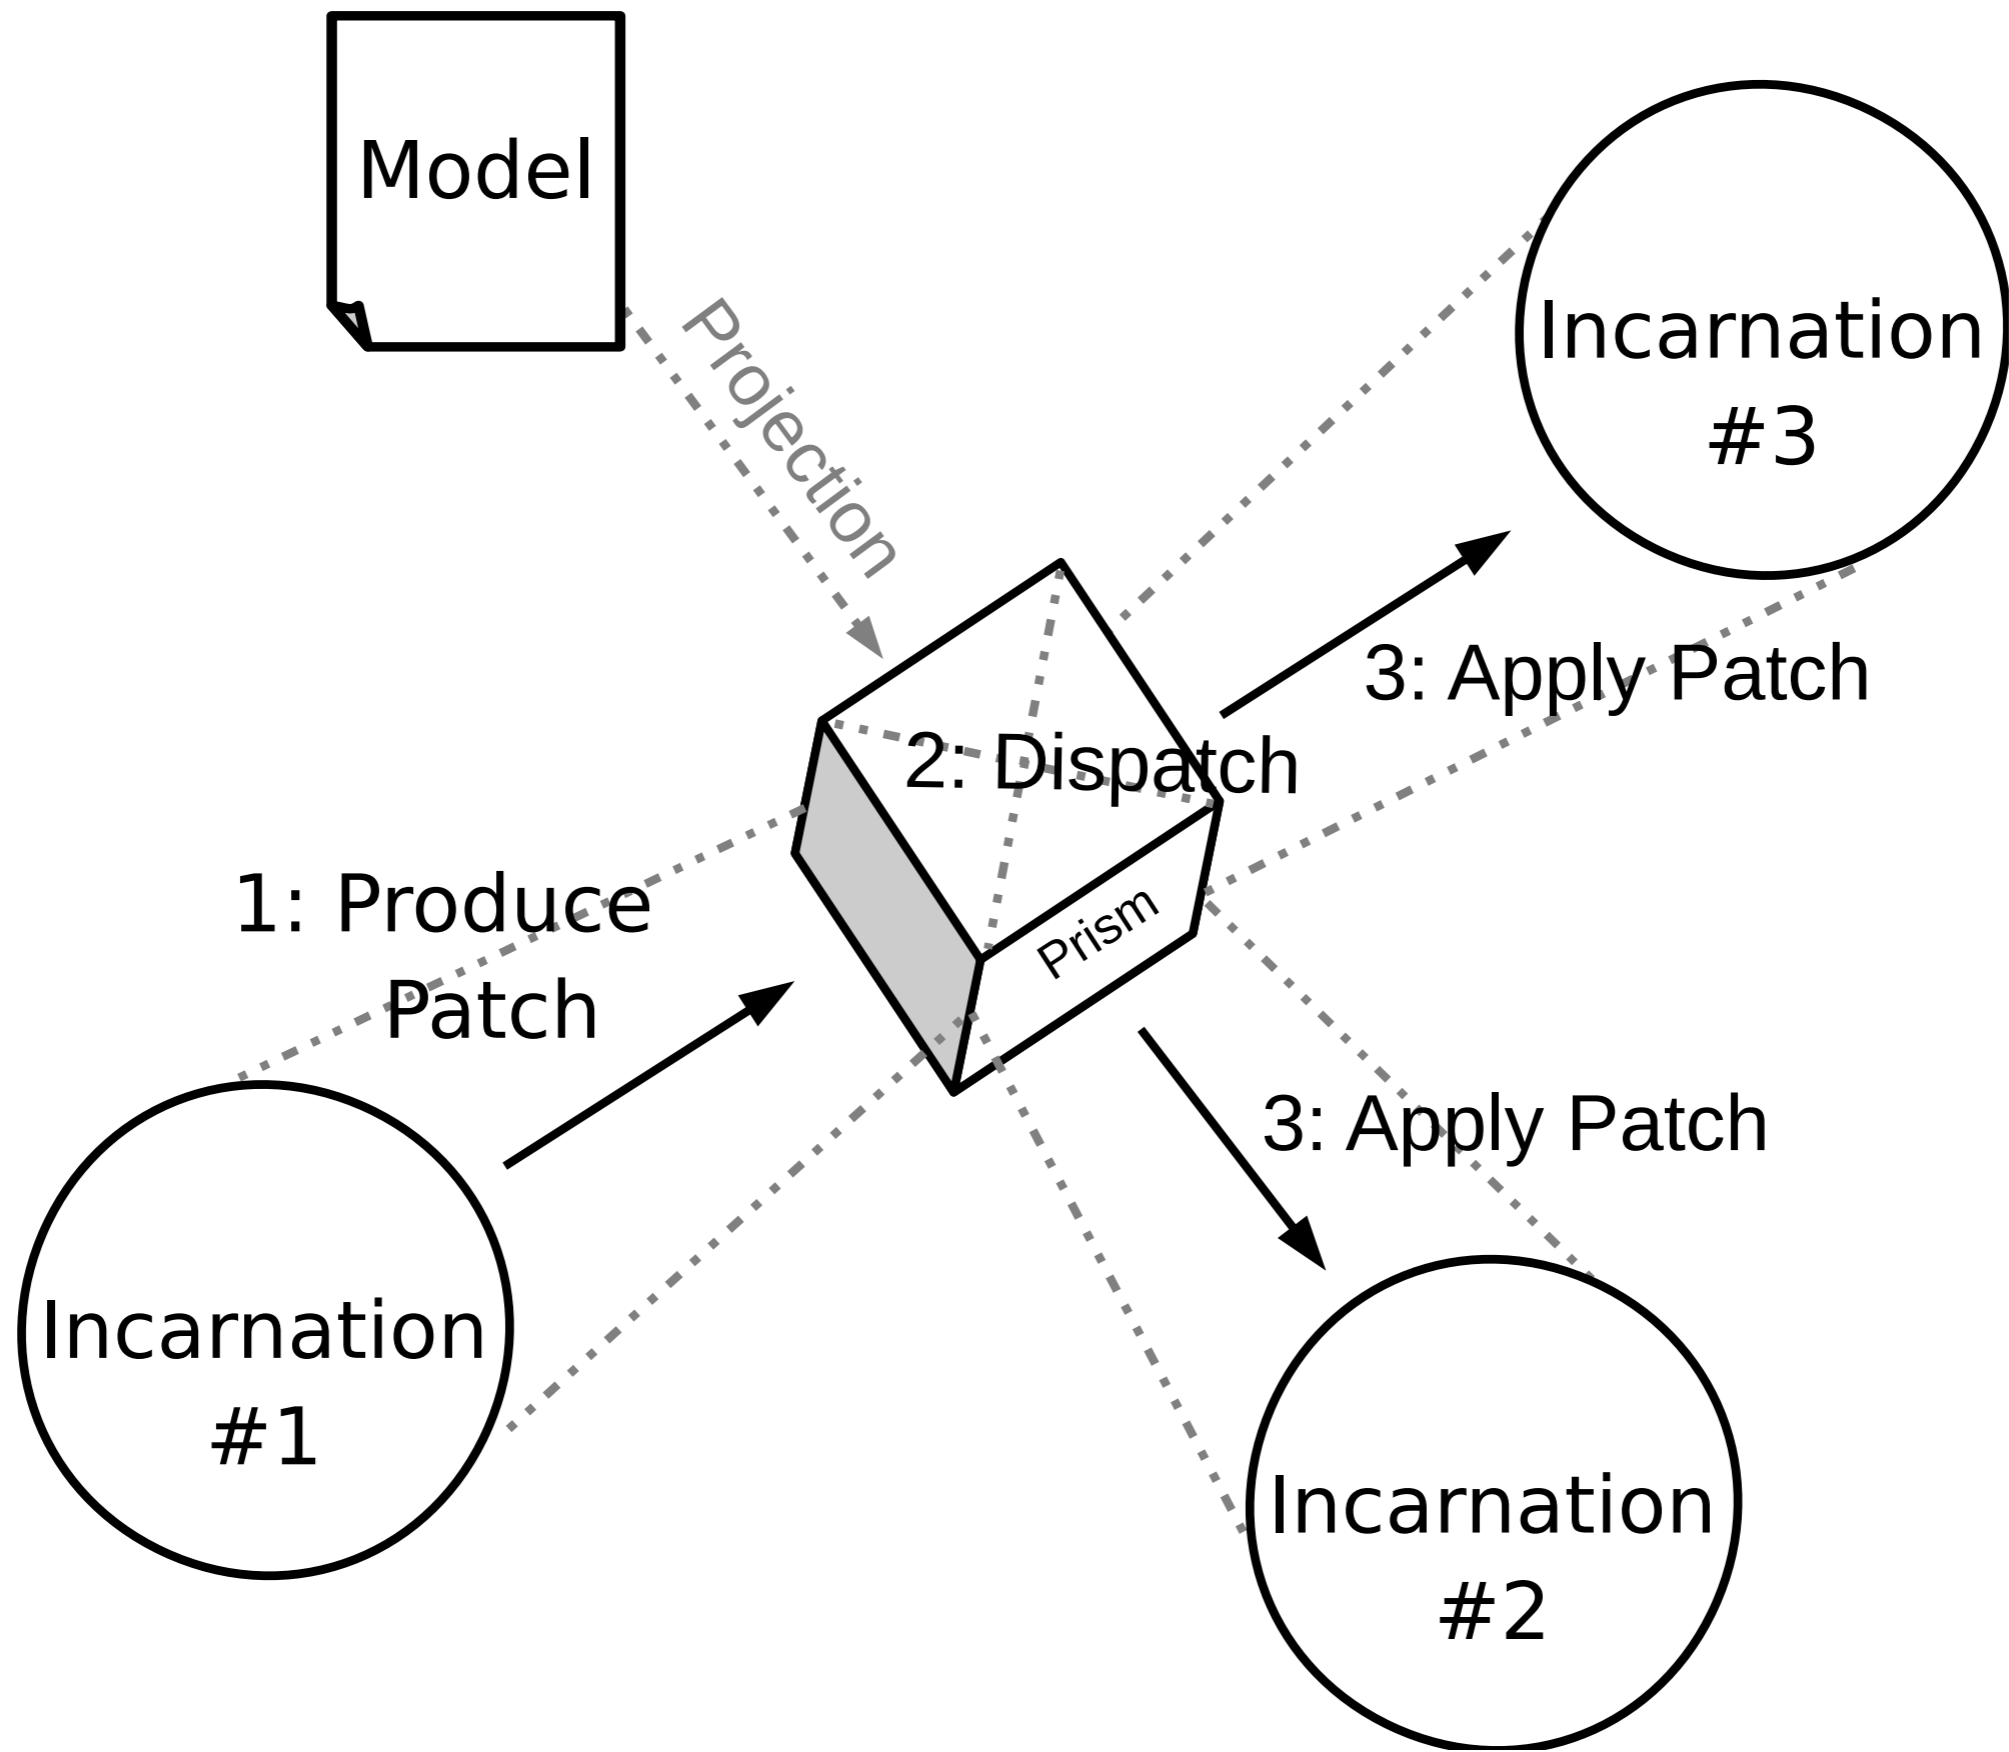 Model
Projection
Incarnation
#3
3: Apply Patch
2: Dispatch
Prism
1: Produce
Patch
3: Apply Patch
Incarnation
#1
Incarnation
#2